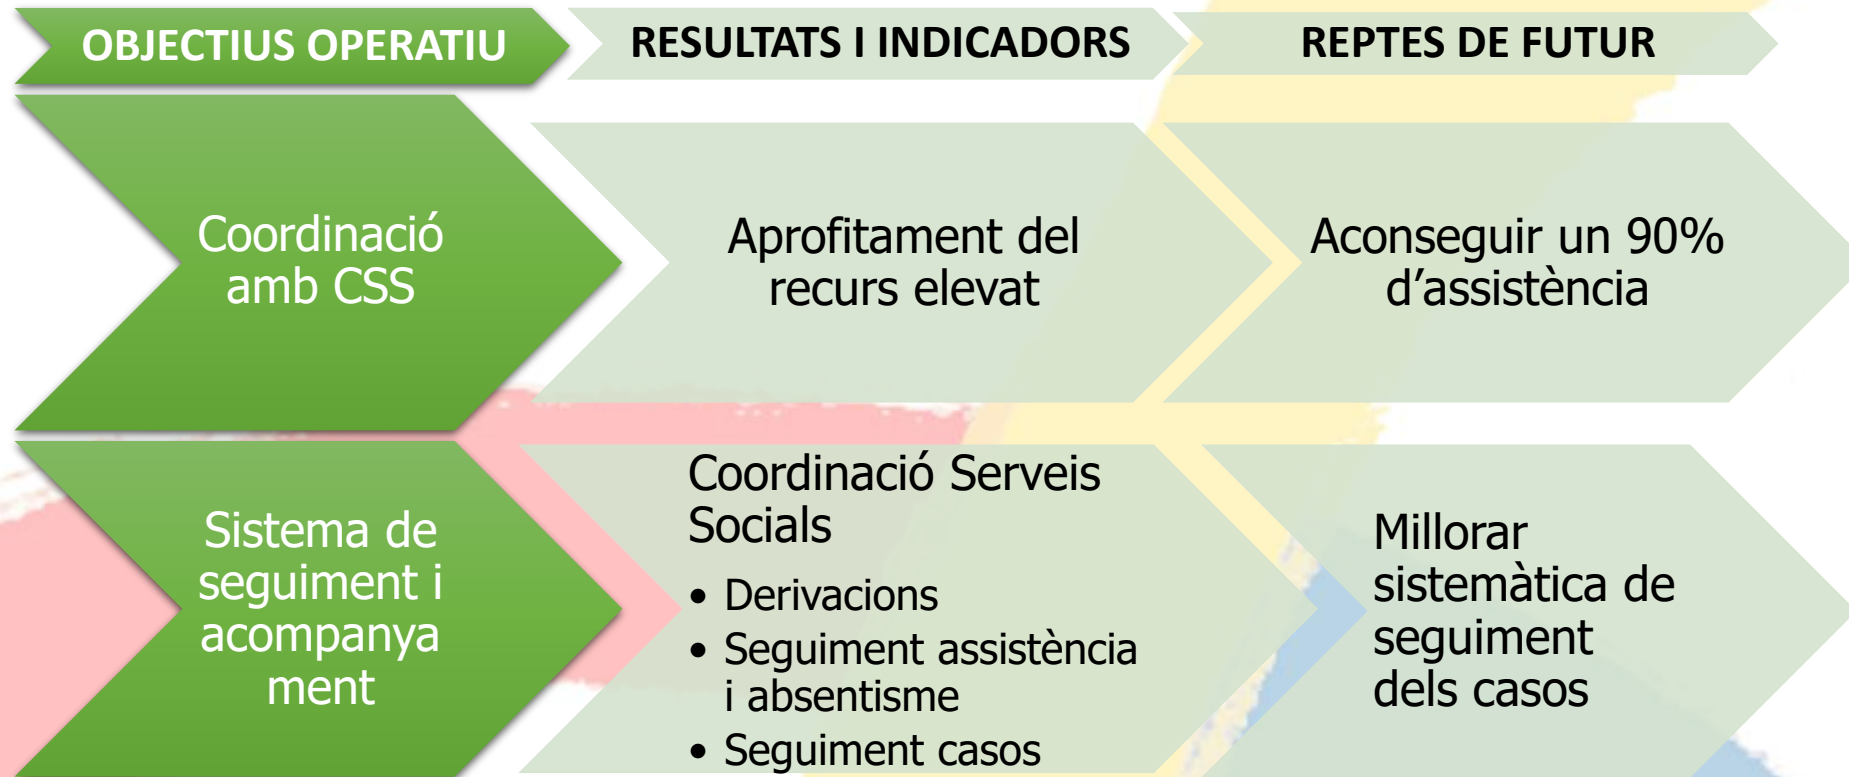 OBJECTIUS OPERATIU
RESULTATS I INDICADORS
REPTES DE FUTUR
Coordinació
amb CSS
Aprofitament del
recurs elevat
Aconseguir un 90%
d’assistència
Sistema de
seguiment i
acompanya
ment
Coordinació Serveis
Socials
• Derivacions
• Seguiment assistència
i absentisme
• Seguiment casos
Millorar
sistemàtica de
seguiment
dels casos